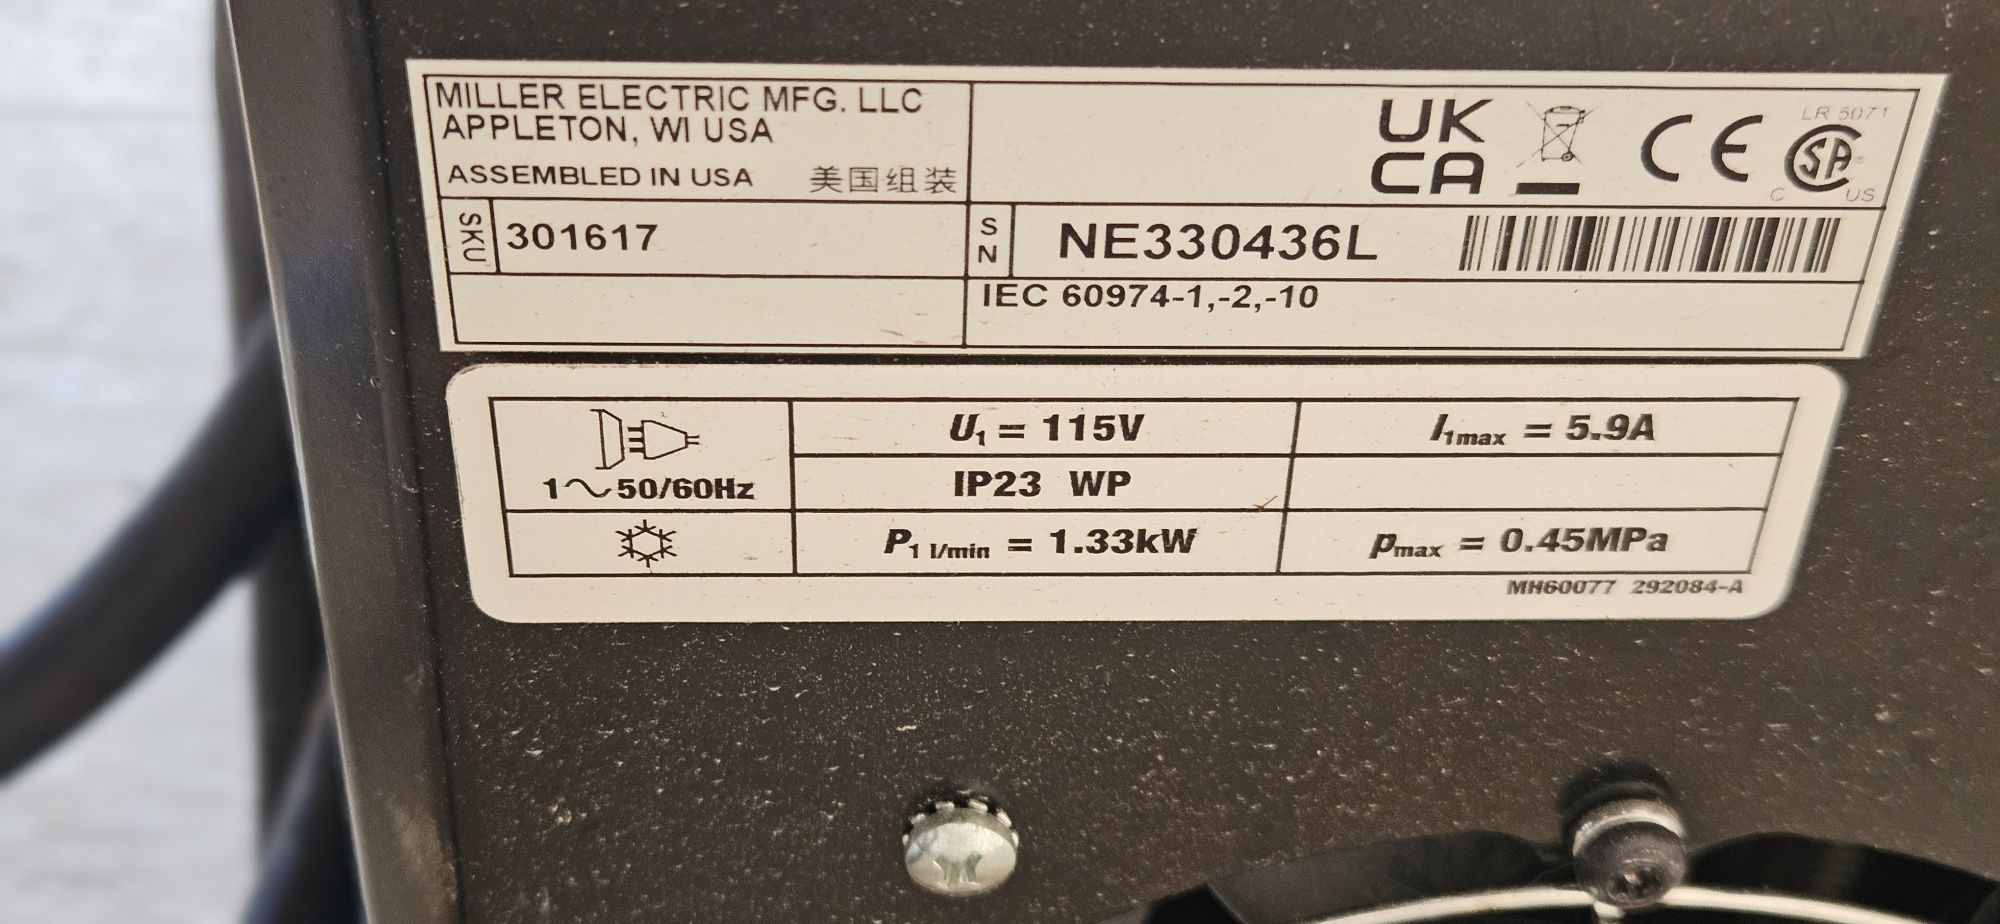 MILLER ELECTRIC MFG. LLC
APPLETON, WI USA
ASSEMBLED IN USA 美国组装
UK
CA
CE
LR 5071
SA
C US
SKU 301617
SN NE330436L
IEC 60974-1,-2,-10
U₁ = 115V
I₁max = 5.9A
1～50/60Hz
IP23 WP
P₁ l/min = 1.33kW
pmax = 0.45MPa
MH60077 292084-A